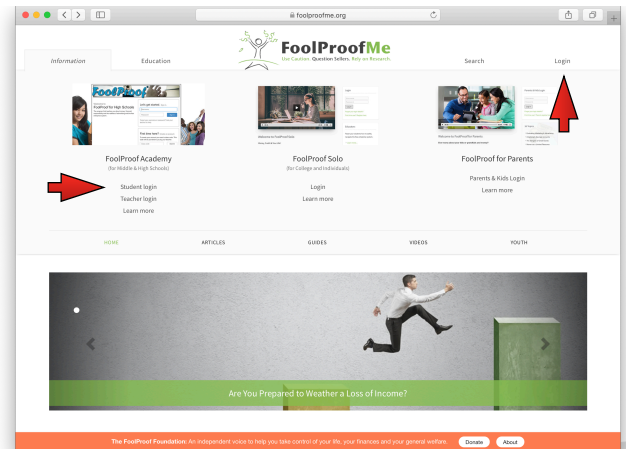 foolproofme.org
Information
Education
FoolProofMe
Use Caution. Question Sellers. Rely on Research.
Search
Login
FoolProof
FoolProof Academy
(for Middle & High Schools)
Student login
Teacher login
Learn more
FoolProof Solo
(for College and Individuals)
Login
Learn more
FoolProof for Parents
Parents & Kids Login
Learn more
HOME
ARTICLES
GUIDES
VIDEOS
YOUTH
Are You Prepared to Weather a Loss of Income?
The FoolProof Foundation: An independent voice to help you take control of your life, your finances and your general welfare.
Donate
About